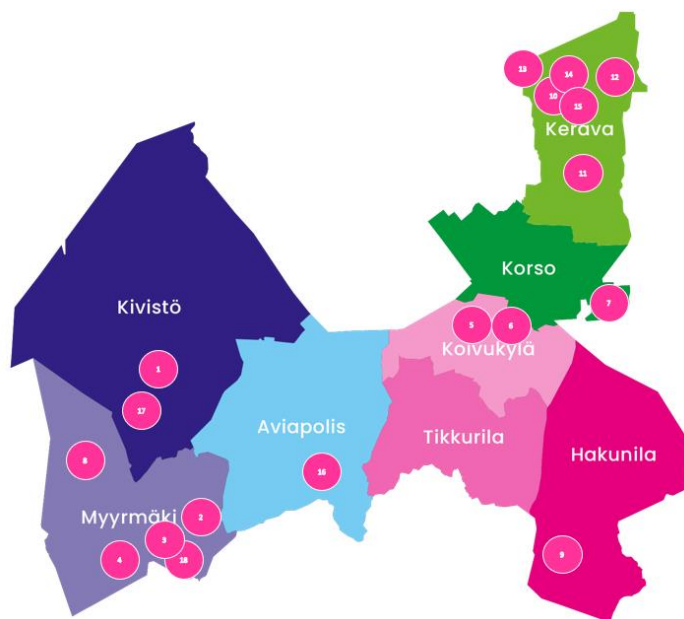 13
14
12
10
15
Kerava
11
Korso
7
Kivistö
5
6
Koivukylä
1
17
Aviapolis
Tikkurila
Hakunila
8
16
Myyrmäki
2
3
4
18
9